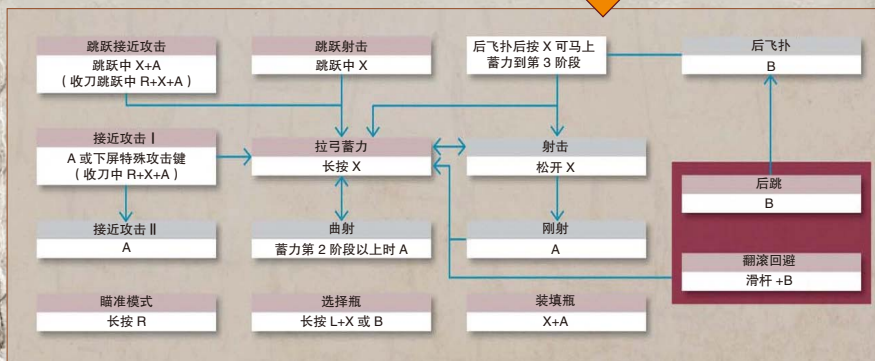 跳跃接近攻击
跳跃中 X+A
（收刀跳跃中 R+X+A）
跳跃射击
跳跃中 X
后飞扑后按 X 可马上
蓄力到第 3 阶段
后飞扑
B
接近攻击 Ⅰ
A 或下屏特殊攻击键
（收刀中 R+X+A）
拉弓蓄力
长按 X
射击
松开 X
后跳
B
接近攻击 Ⅱ
A
曲射
蓄力第 2 阶段以上时 A
刚射
A
翻滚回避
滑杆 +B
瞄准模式
长按 R
选择瓶
长按 L+X 或 B
装填瓶
X+A